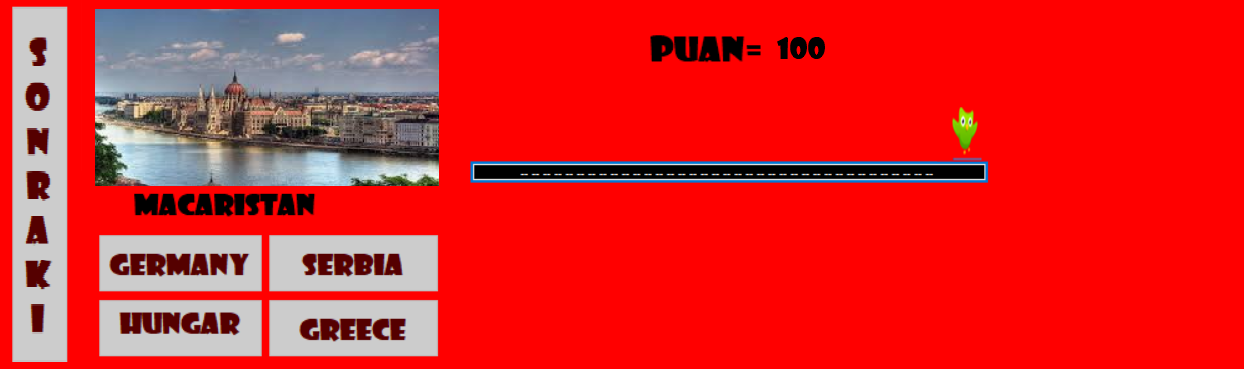 SONRAKI
PUAN= 100
MACARISTAN
GERMANY
SERBIA
HUNGAR
GREECE